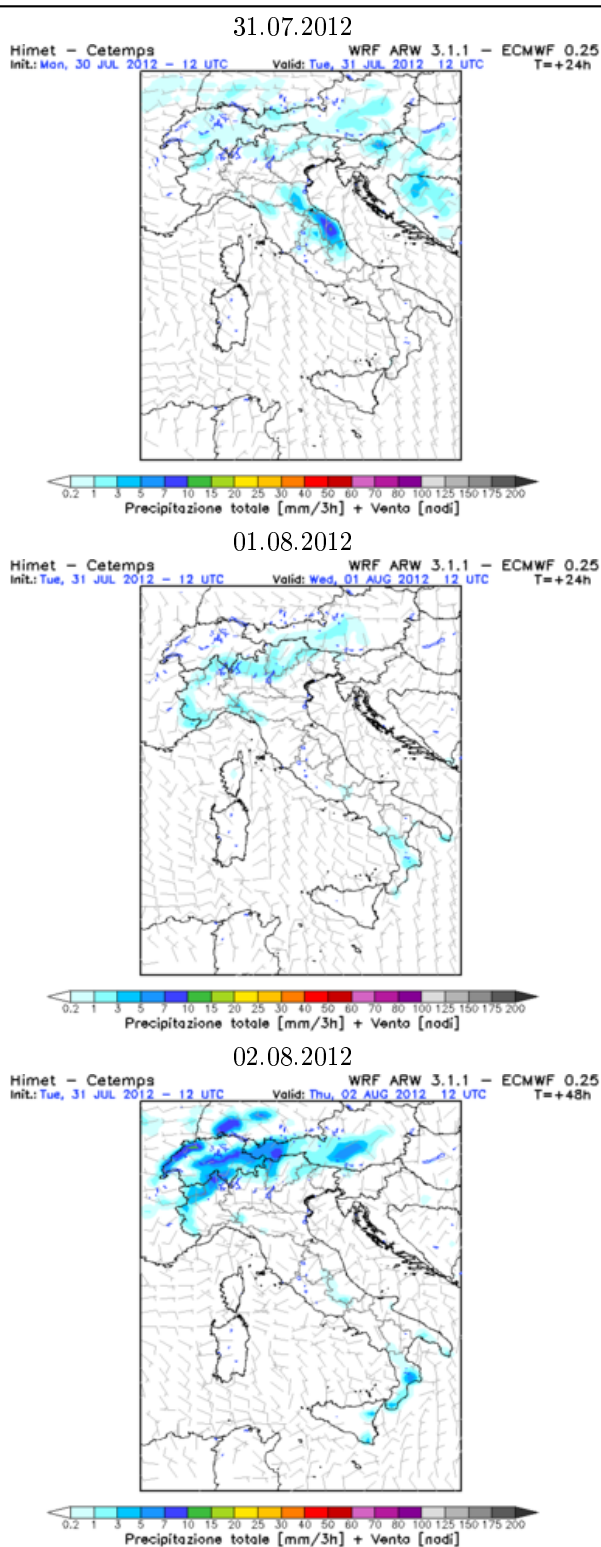 31.07.2012
Himet – Cetemps WRF ARW 3.1.1 – ECMWF 0.25
Init.: Mon, 30 JUL 2012 – 12 UTC Valid: Tue, 31 JUL 2012 12 UTC T=+24h
0.2 1 3 5 7 10 15 20 25 30 40 50 60 70 80 100 125 150 175 200
Precipitazione totale [mm/3h] + Vento [nodi]
01.08.2012
Himet – Cetemps WRF ARW 3.1.1 – ECMWF 0.25
Init.: Tue, 31 JUL 2012 – 12 UTC Valid: Wed, 01 AUG 2012 12 UTC T=+24h
0.2 1 3 5 7 10 15 20 25 30 40 50 60 70 80 100 125 150 175 200
Precipitazione totale [mm/3h] + Vento [nodi]
02.08.2012
Himet – Cetemps WRF ARW 3.1.1 – ECMWF 0.25
Init.: Tue, 31 JUL 2012 – 12 UTC Valid: Thu, 02 AUG 2012 12 UTC T=+48h
0.2 1 3 5 7 10 15 20 25 30 40 50 60 70 80 100 125 150 175 200
Precipitazione totale [mm/3h] + Vento [nodi]